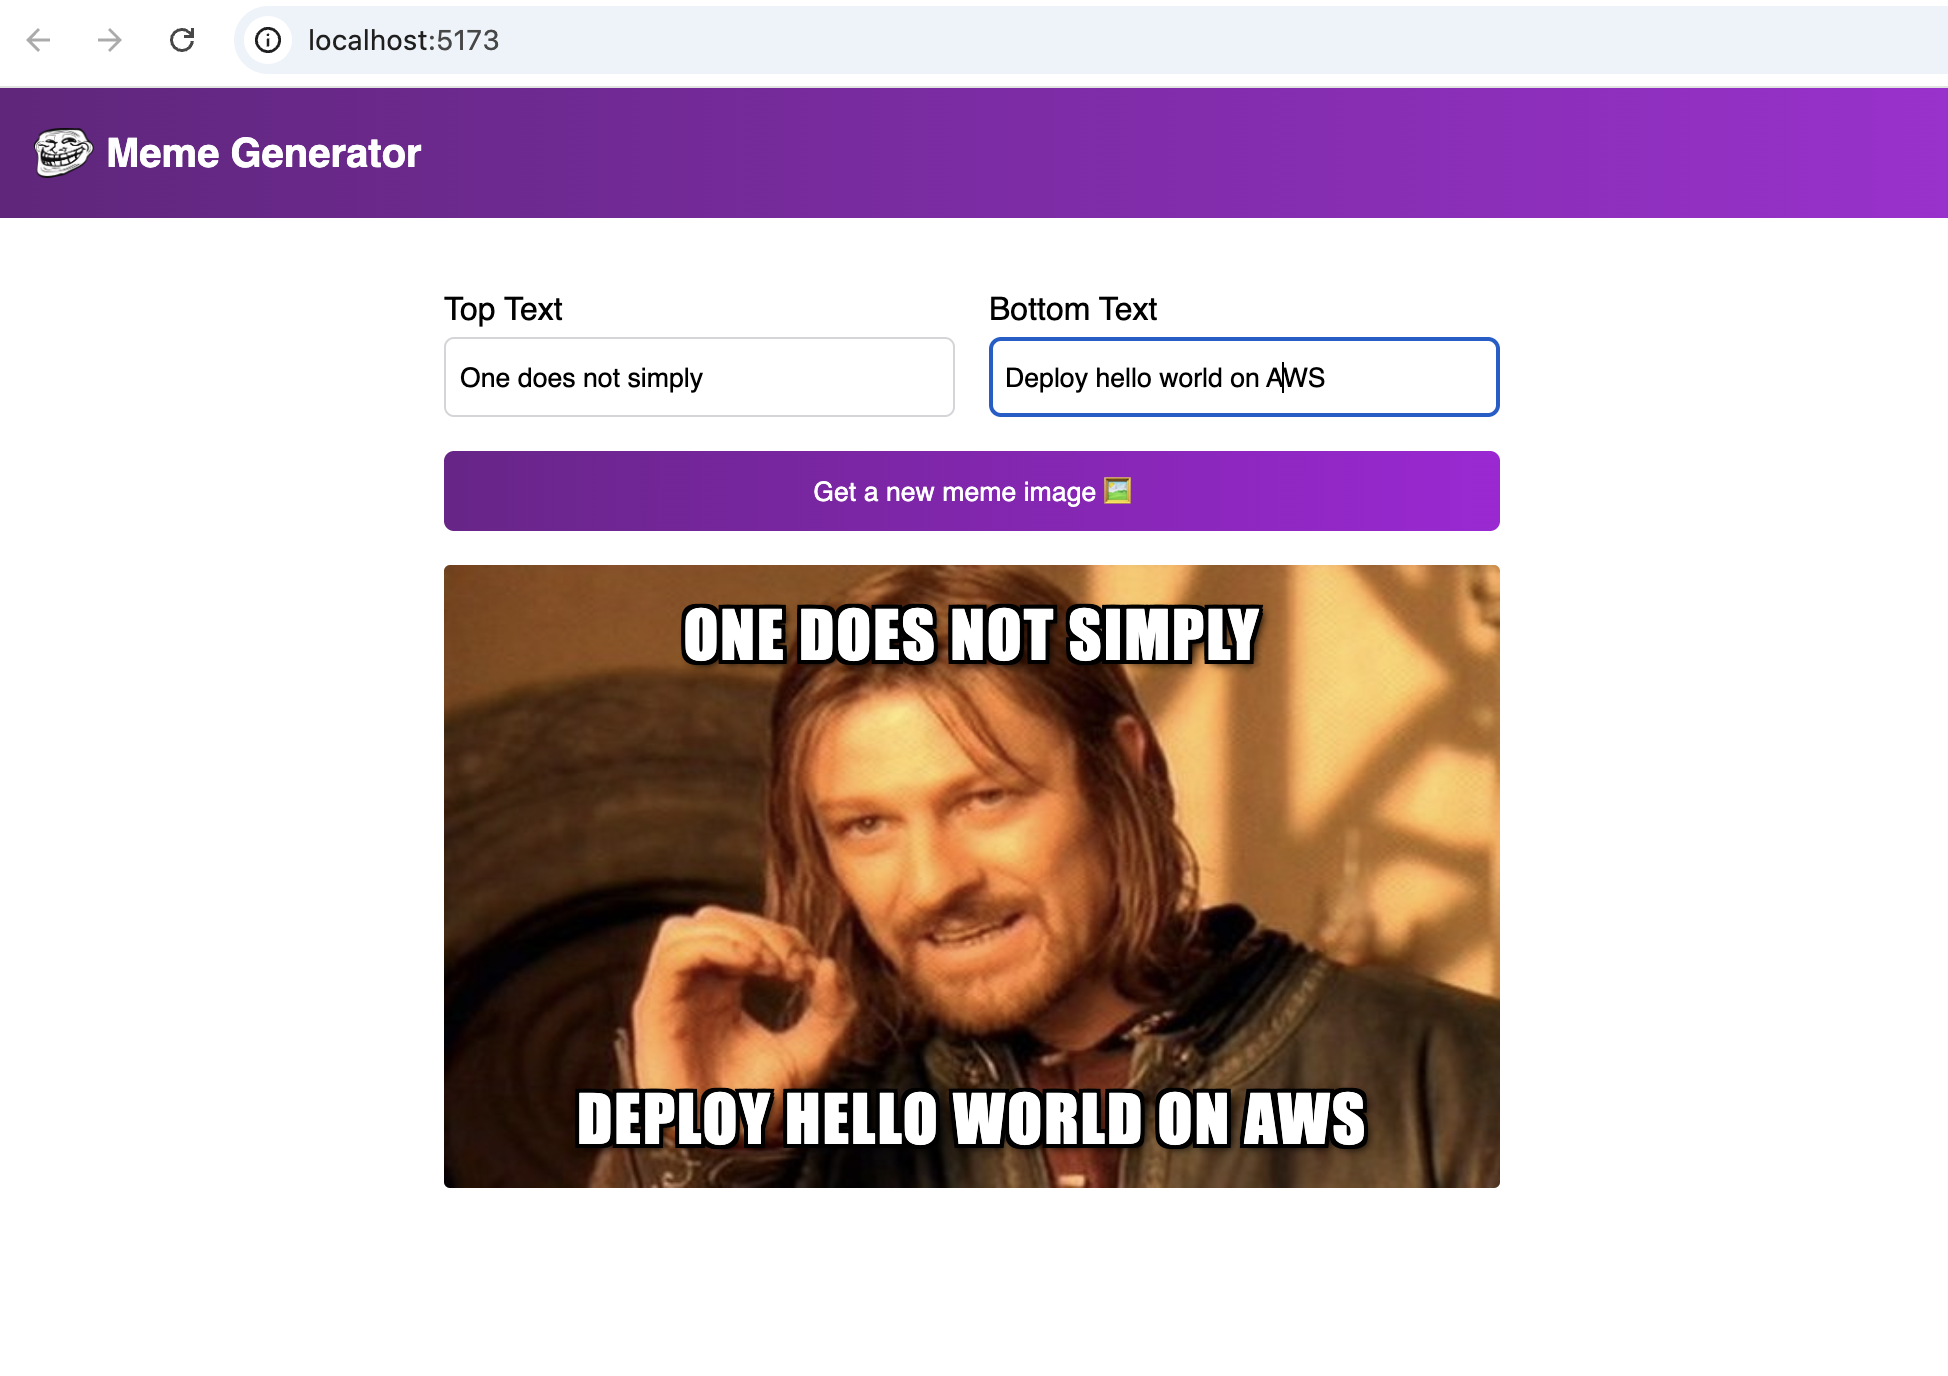 localhost:5173
Meme Generator
Top Text
Bottom Text
One does not simply
Deploy hello world on AWS
Get a new meme image 🖼️
ONE DOES NOT SIMPLY
DEPLOY HELLO WORLD ON AWS